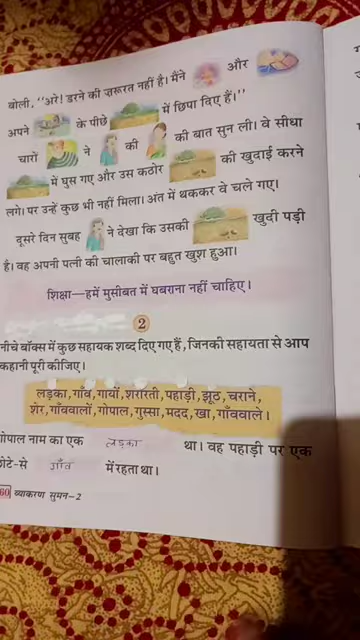 बोली, “अरे! डरने की ज़रूरत नहीं है। मैंने और
अपने के पीछे में छिपा दिए हैं।”
चारों ने की की बात सुन ली। वे सीधा
में घुस गए और उस कठोर की खुदाई करने
लगे। पर उन्हें कुछ भी नहीं मिला। अंत में थककर वे चले गए।
दूसरे दिन सुबह ने देखा कि उसकी खुदी पड़ी
है। वह अपनी पत्नी की चालाकी पर बहुत खुश हुआ।
शिक्षा—हमें मुसीबत में घबराना नहीं चाहिए।
2
नीचे बॉक्स में कुछ सहायक शब्द दिए गए हैं, जिनकी सहायता से आप
कहानी पूरी कीजिए।
लड़का, गाँव, गायों, शरारती, पहाड़ी, झूठ, चराने,
शेर, गाँववालों, गोपाल, गुस्सा, मदद, खा, गाँववाले।
गोपाल नाम का एक लड़का था। वह पहाड़ी पर एक
छोटे-से गाँव में रहता था।
60 व्याकरण सुमन-2